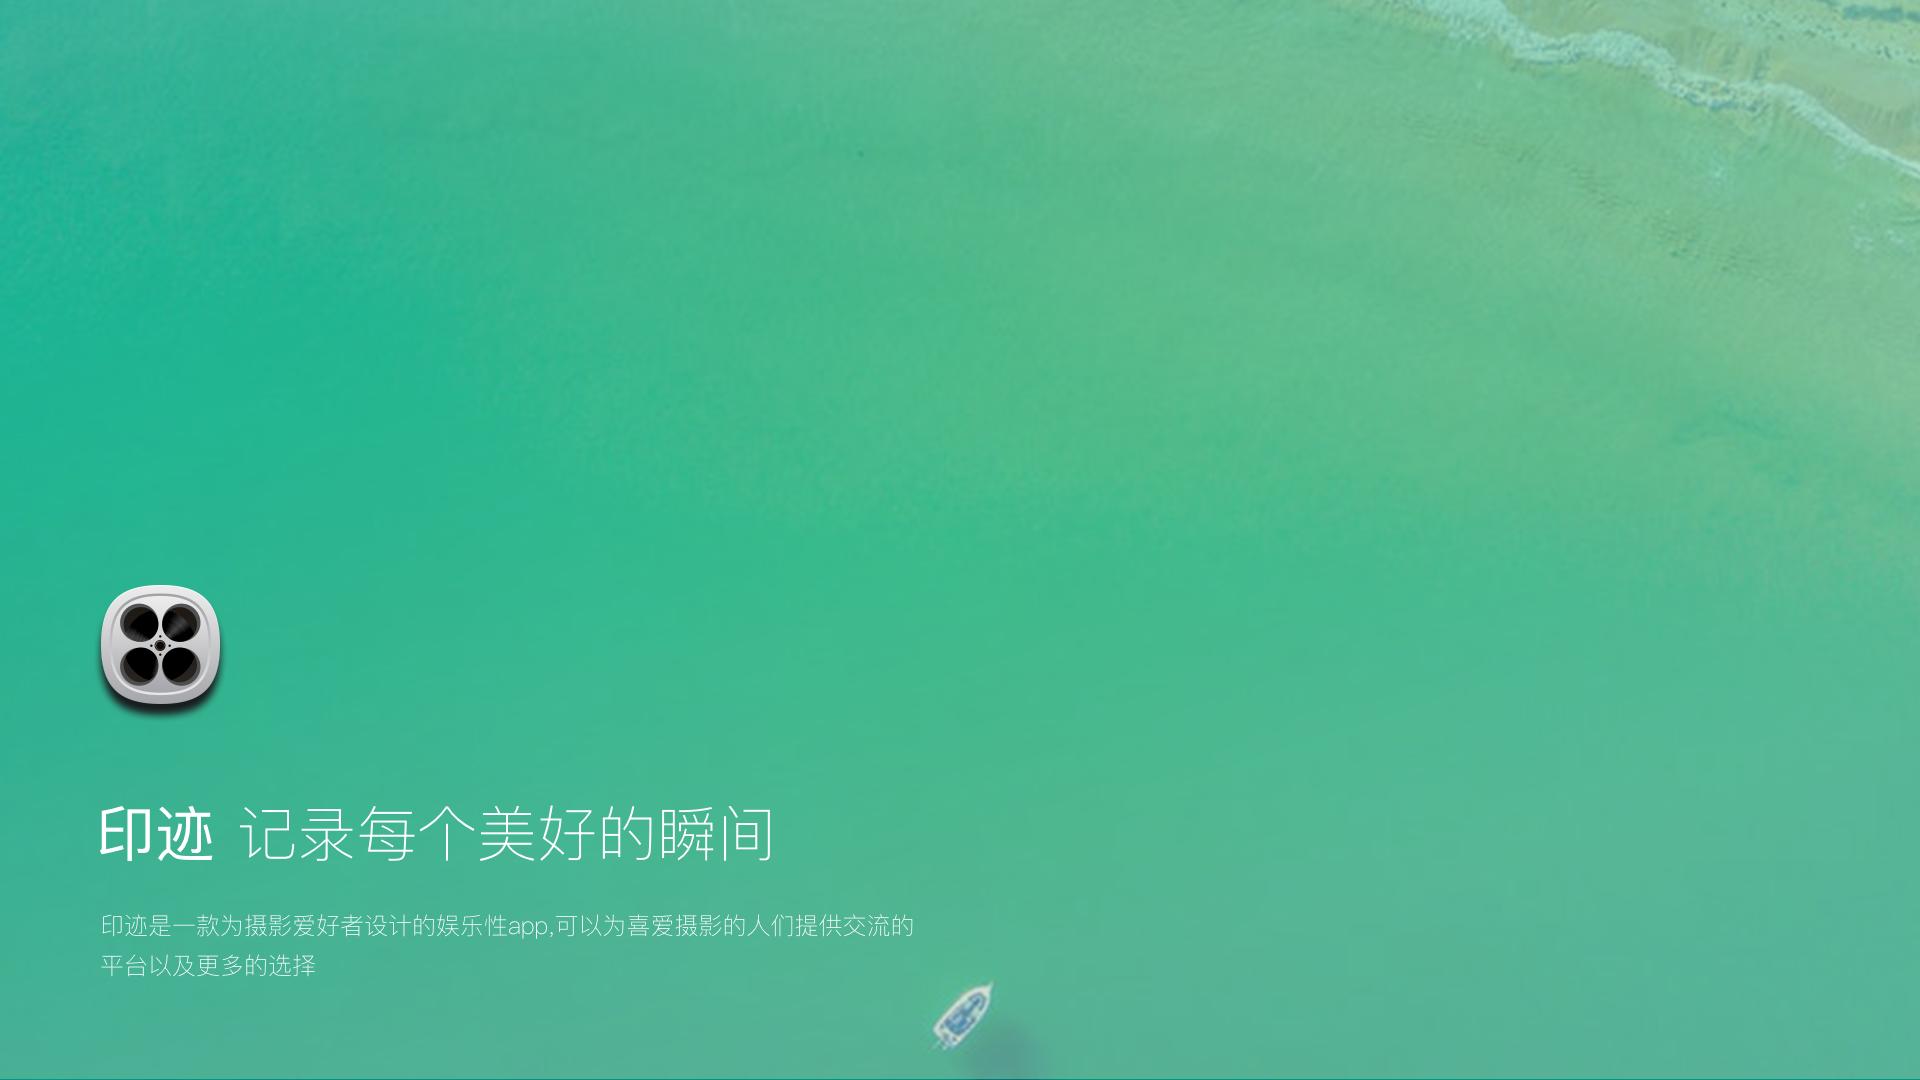 印迹 记录每个美好的瞬间
印迹是一款为摄影爱好者设计的娱乐性app,可以为喜爱摄影的人们提供交流的
平台以及更多的选择